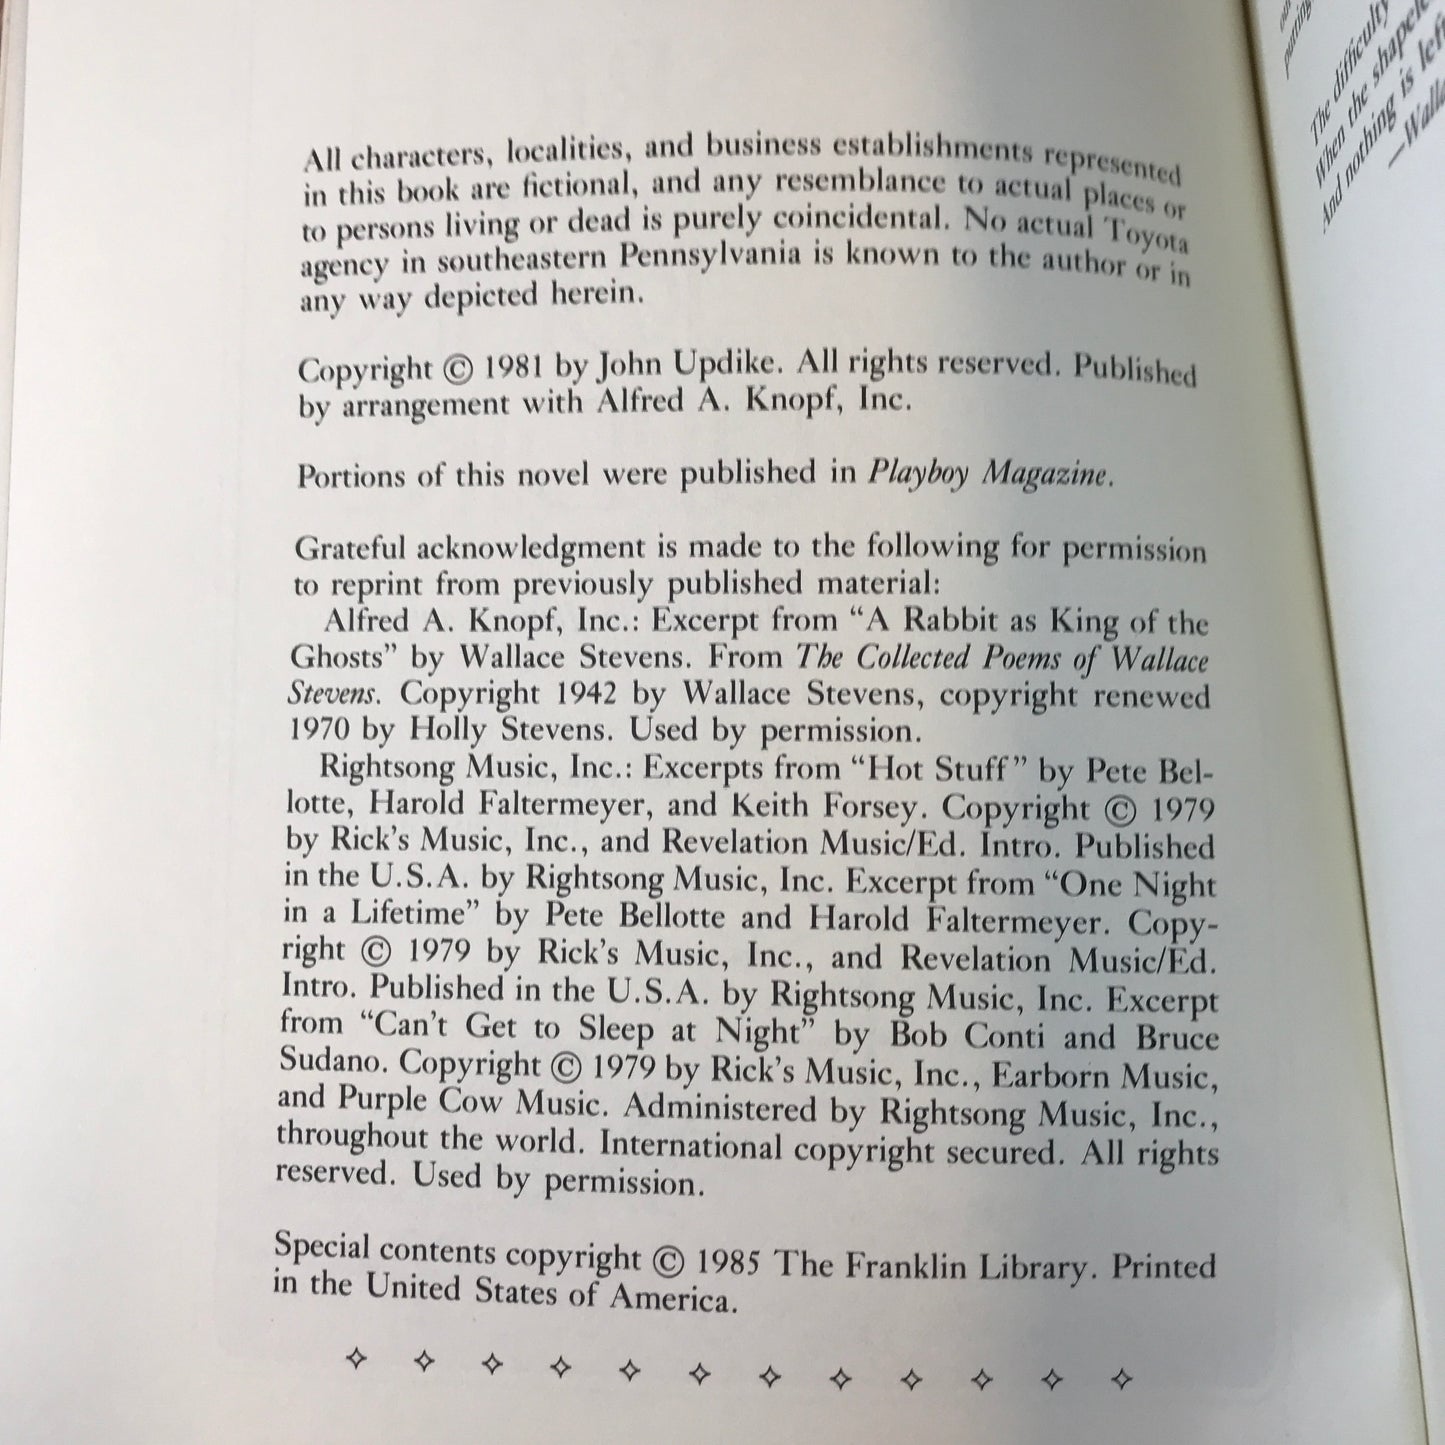 All characters, localities, and business establishments represented
in this book are fictional, and any resemblance to actual places or
to persons living or dead is purely coincidental. No actual Toyota
agency in southeastern Pennsylvania is known to the author or in
any way depicted herein.
Copyright © 1981 by John Updike. All rights reserved. Published
by arrangement with Alfred A. Knopf, Inc.
Portions of this novel were published in Playboy Magazine.
Grateful acknowledgment is made to the following for permission
to reprint from previously published material:
Alfred A. Knopf, Inc.: Excerpt from “A Rabbit as King of the
Ghosts” by Wallace Stevens. From The Collected Poems of Wallace
Stevens. Copyright 1942 by Wallace Stevens, copyright renewed
1970 by Holly Stevens. Used by permission.
Rightsong Music, Inc.: Excerpts from “Hot Stuff” by Pete Bel-
lotte, Harold Faltermeyer, and Keith Forsey. Copyright © 1979
by Rick’s Music, Inc., and Revelation Music/Ed. Intro. Published
in the U.S.A. by Rightsong Music, Inc. Excerpt from “One Night
in a Lifetime” by Pete Bellotte and Harold Faltermeyer. Copy-
right © 1979 by Rick’s Music, Inc., and Revelation Music/Ed.
Intro. Published in the U.S.A. by Rightsong Music, Inc. Excerpt
from “Can’t Get to Sleep at Night” by Bob Conti and Bruce
Sudano. Copyright © 1979 by Rick’s Music, Inc., Earborn Music,
and Purple Cow Music. Administered by Rightsong Music, Inc.,
throughout the world. International copyright secured. All rights
reserved. Used by permission.
Special contents copyright © 1985 The Franklin Library. Printed
in the United States of America.
The difficulty
When the
And nothing is